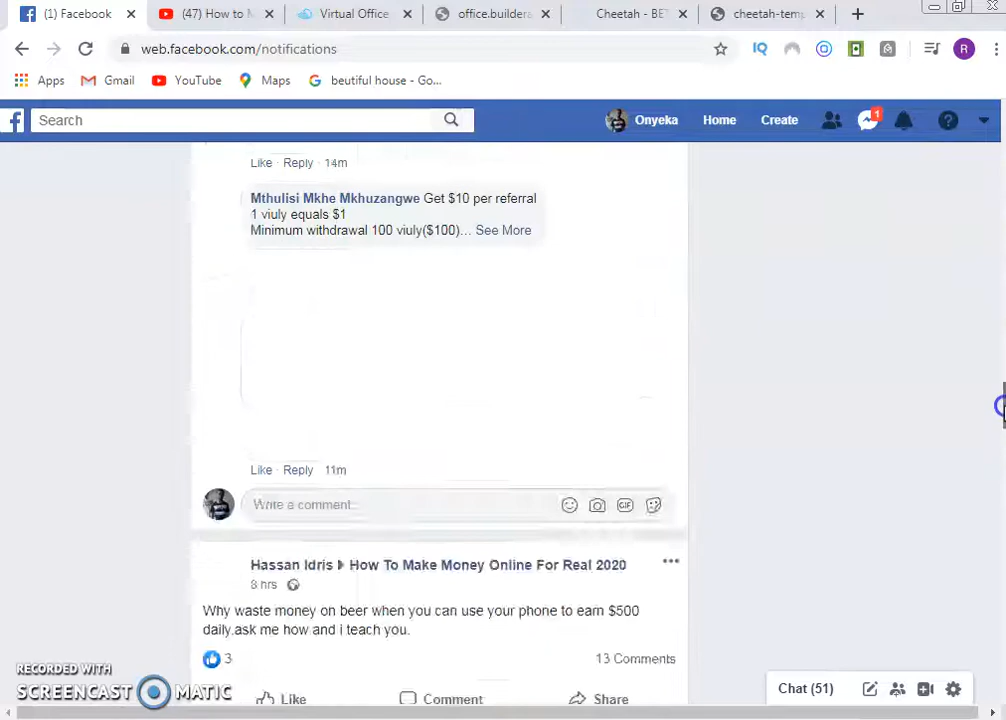 (1) Facebook
(47) How to M
Virtual Office
office.builder
Cheetah - BE
cheetah-temp
web.facebook.com/notifications
IQ
R
Apps
Gmail
YouTube
Maps
beutiful house - Go...
Search
Onyeka
Home
Create
1
Like · Reply · 14m
Mthulisi Mkhe Mkhuzangwe Get $10 per referral
1 viuly equals $1
Minimum withdrawal 100 viuly($100)... See More
Like · Reply · 11m
Write a comment...
GIF
Hassan Idris ▸ How To Make Money Online For Real 2020
8 hrs
Why waste money on beer when you can use your phone to earn $500
daily.ask me how and i teach you.
3
13 Comments
Like
Comment
Share
Chat (51)
RECORDED WITH
SCREENCAST MATIC